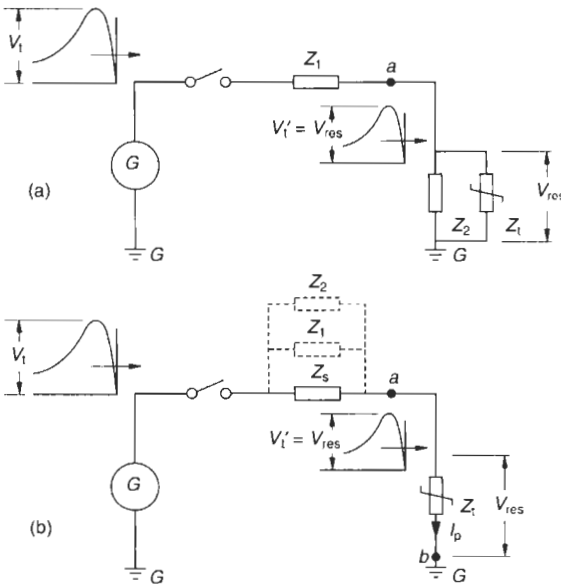 V_t
Z_1
a
V_t' = V_res
G
(a)
V_res
Z_2
Z_t
G
G
Z_2
V_t
Z_1
Z_s
a
V_t' = V_res
G
Z_t
V_res
(b)
I_p
b
G
G